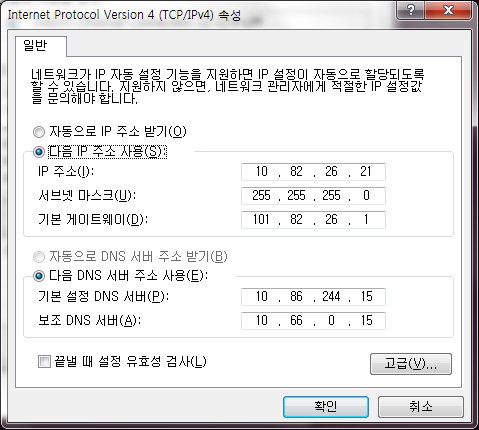 Internet Protocol Version 4 (TCP/IPv4) 속성
일반
네트워크가 IP 자동 설정 기능을 지원하면 IP 설정이 자동으로 할당되도록
할 수 있습니다. 지원하지 않으면, 네트워크 관리자에게 적절한 IP 설정값
을 문의해야 합니다.
자동으로 IP 주소 받기(O)
다음 IP 주소 사용(S):
IP 주소(I): 10 . 82 . 26 . 21
서브넷 마스크(U): 255 . 255 . 255 . 0
기본 게이트웨이(D): 101 . 82 . 26 . 1
자동으로 DNS 서버 주소 받기(B)
다음 DNS 서버 주소 사용(E):
기본 설정 DNS 서버(P): 10 . 86 . 244 . 15
보조 DNS 서버(A): 10 . 66 . 0 . 15
끝낼 때 설정 유효성 검사(L)
고급(V)...
확인 취소